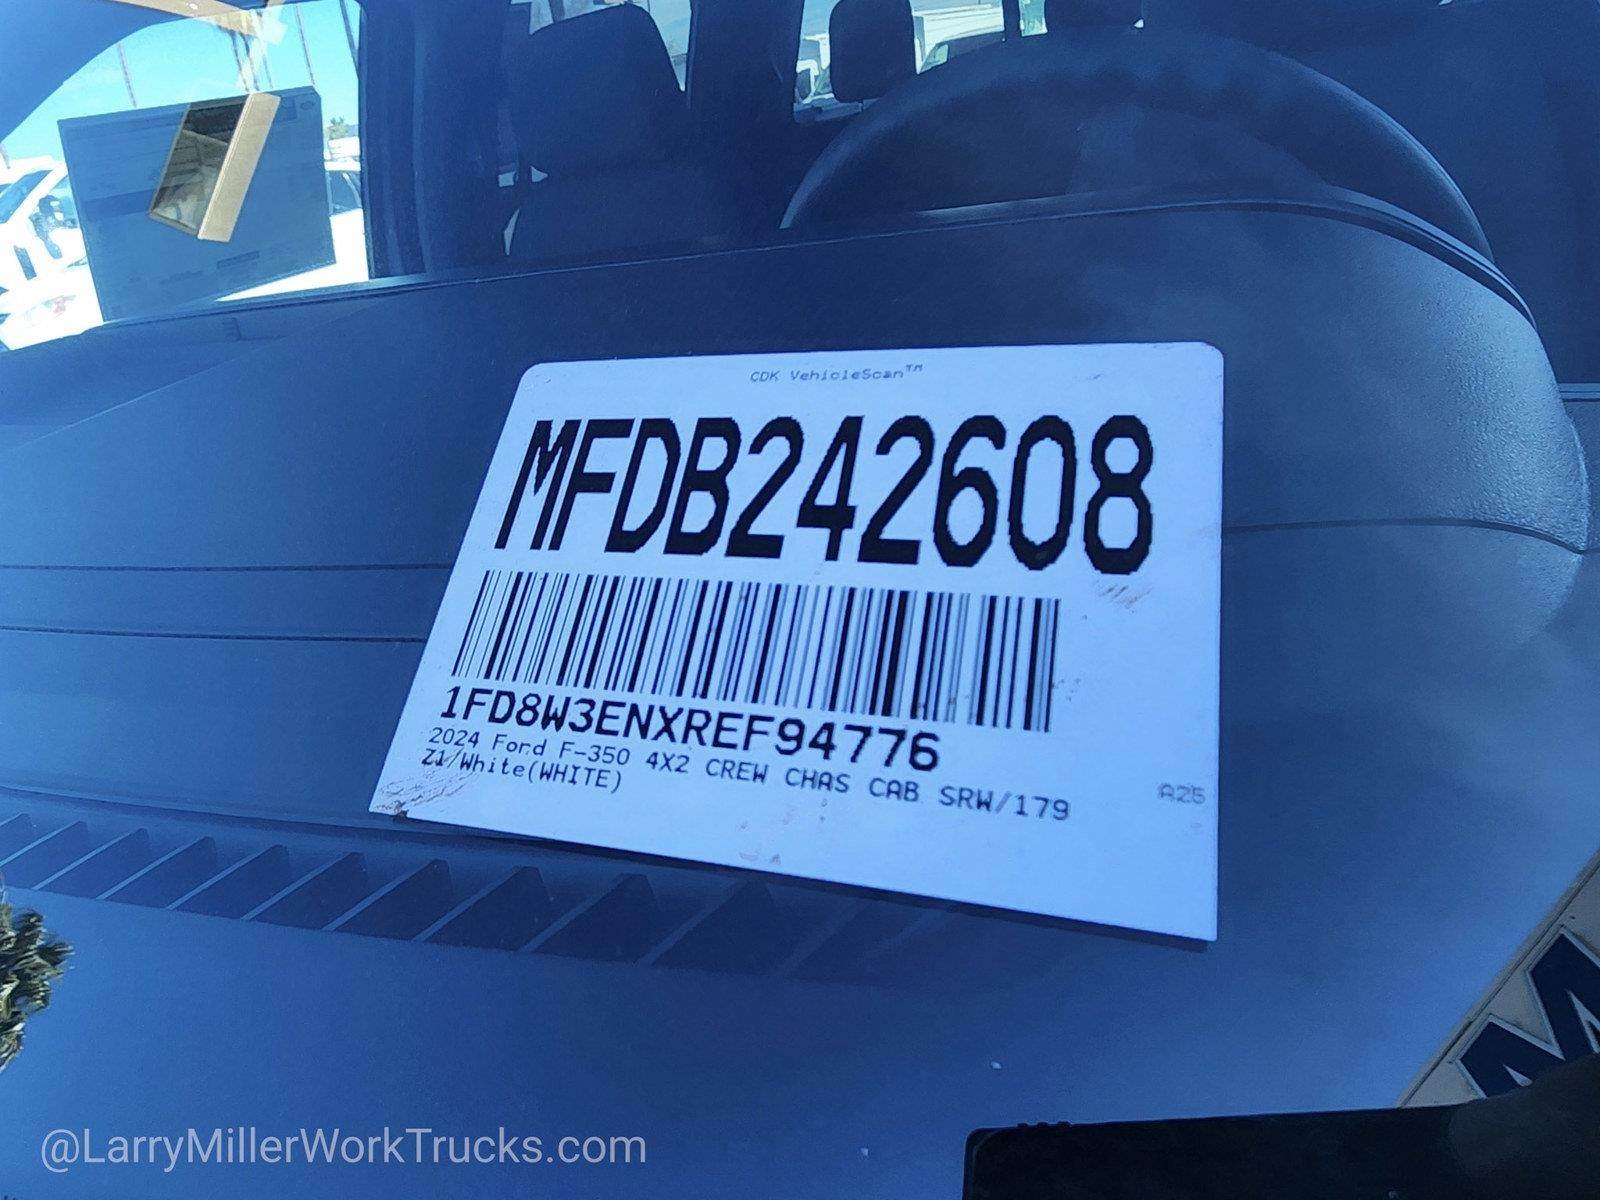 CDK VehicleScan™
MFDB242608
1FD8W3ENXREF94776
2024 Ford F-350 4X2 CREW CHAS CAB SRW/179
Z1/White(WHITE)
A25
@LarryMillerWorkTrucks.com